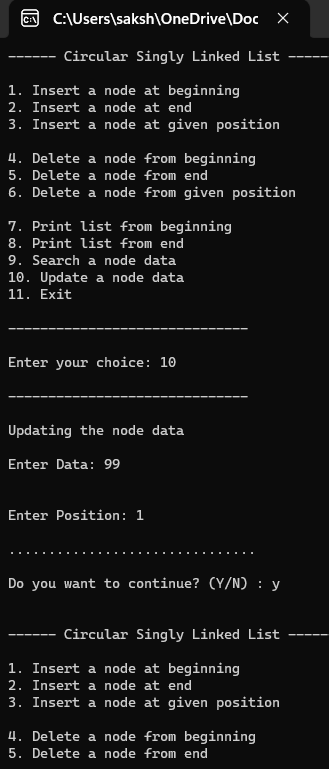 C:\Users\saksh\OneDrive\Doc
------ Circular Singly Linked List -----
1. Insert a node at beginning
2. Insert a node at end
3. Insert a node at given position
4. Delete a node from beginning
5. Delete a node from end
6. Delete a node from given position
7. Print list from beginning
8. Print list from end
9. Search a node data
10. Update a node data
11. Exit
------------------------------
Enter your choice: 10
------------------------------
Updating the node data
Enter Data: 99
Enter Position: 1
...............................
Do you want to continue? (Y/N) : y
------ Circular Singly Linked List -----
1. Insert a node at beginning
2. Insert a node at end
3. Insert a node at given position
4. Delete a node from beginning
5. Delete a node from end